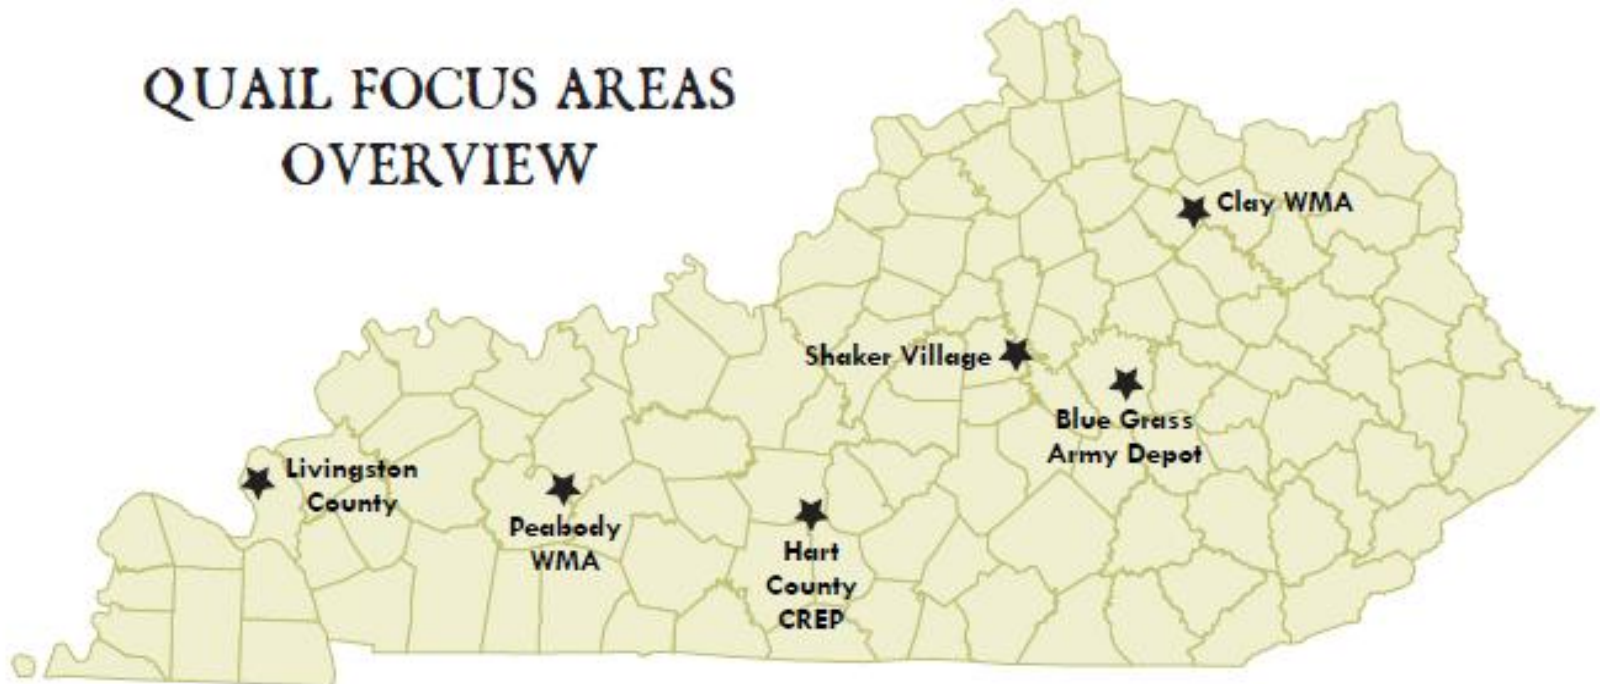 QUAIL FOCUS AREAS
OVERVIEW
Clay WMA
Shaker Village
Blue Grass
Army Depot
Livingston
County
Peabody
WMA
Hart
County
CREP